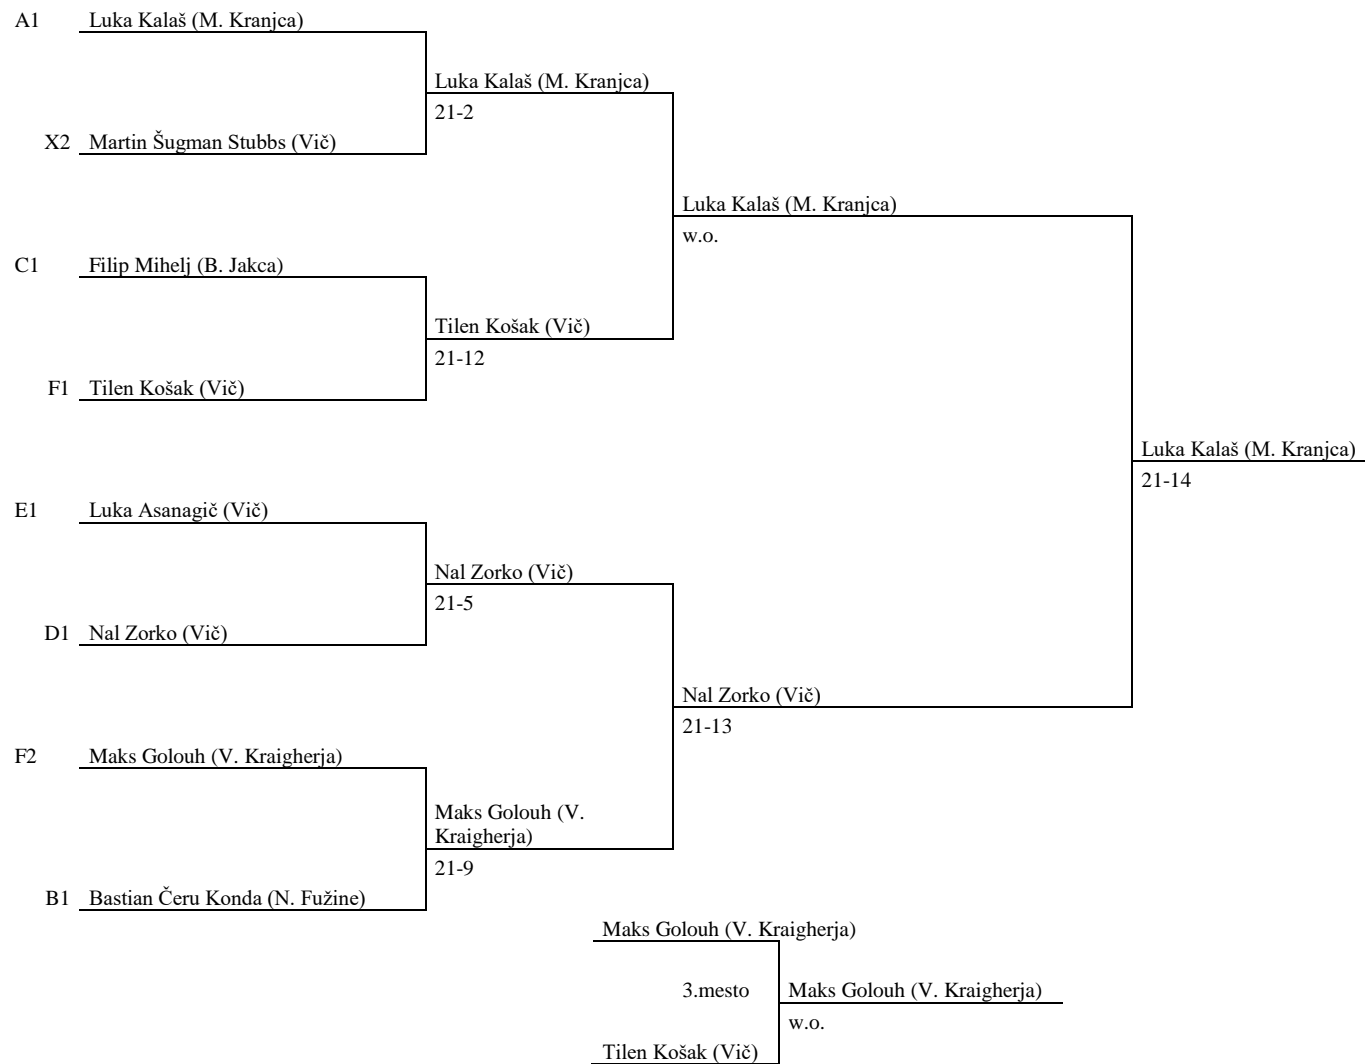 A1 Luka Kalaš (M. Kranjca)
Luka Kalaš (M. Kranjca)
21-2
X2 Martin Šugman Stubbs (Vič)
Luka Kalaš (M. Kranjca)
w.o.
C1 Filip Mihelj (B. Jakca)
Tilen Košak (Vič)
21-12
F1 Tilen Košak (Vič)
Luka Kalaš (M. Kranjca)
21-14
E1 Luka Asanagič (Vič)
Nal Zorko (Vič)
21-5
D1 Nal Zorko (Vič)
Nal Zorko (Vič)
21-13
F2 Maks Golouh (V. Kraigherja)
Maks Golouh (V.
Kraigherja)
21-9
B1 Bastian Čeru Konda (N. Fužine)
Maks Golouh (V. Kraigherja)
3.mesto Maks Golouh (V. Kraigherja)
w.o.
Tilen Košak (Vič)